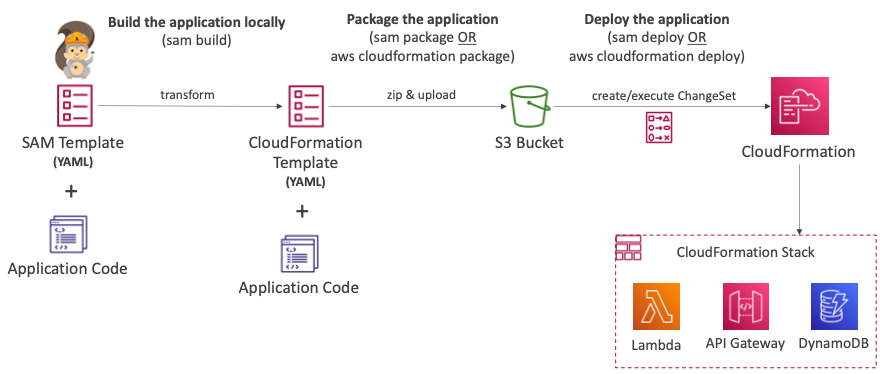 Build the application locally
(sam build)
Package the application
(sam package OR
aws cloudformation package)
Deploy the application
(sam deploy OR
aws cloudformation deploy)
transform
zip & upload
create/execute ChangeSet
SAM Template
(YAML)
+
Application Code
CloudFormation
Template
(YAML)
+
Application Code
S3 Bucket
CloudFormation
CloudFormation Stack
Lambda
API Gateway
DynamoDB